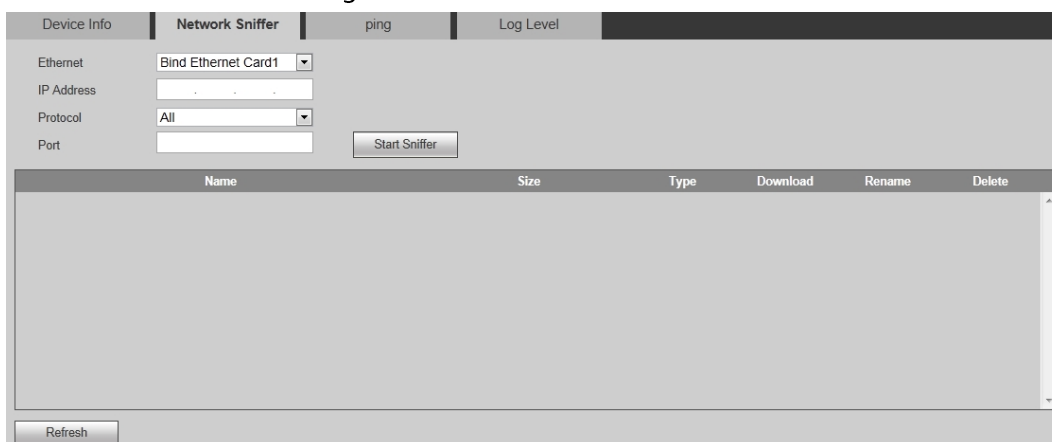 Device Info Network Sniffer ping Log Level
Ethernet Bind Ethernet Card1
IP Address . . .
Protocol All
Port Start Sniffer
Name Size Type Download Rename Delete
Refresh